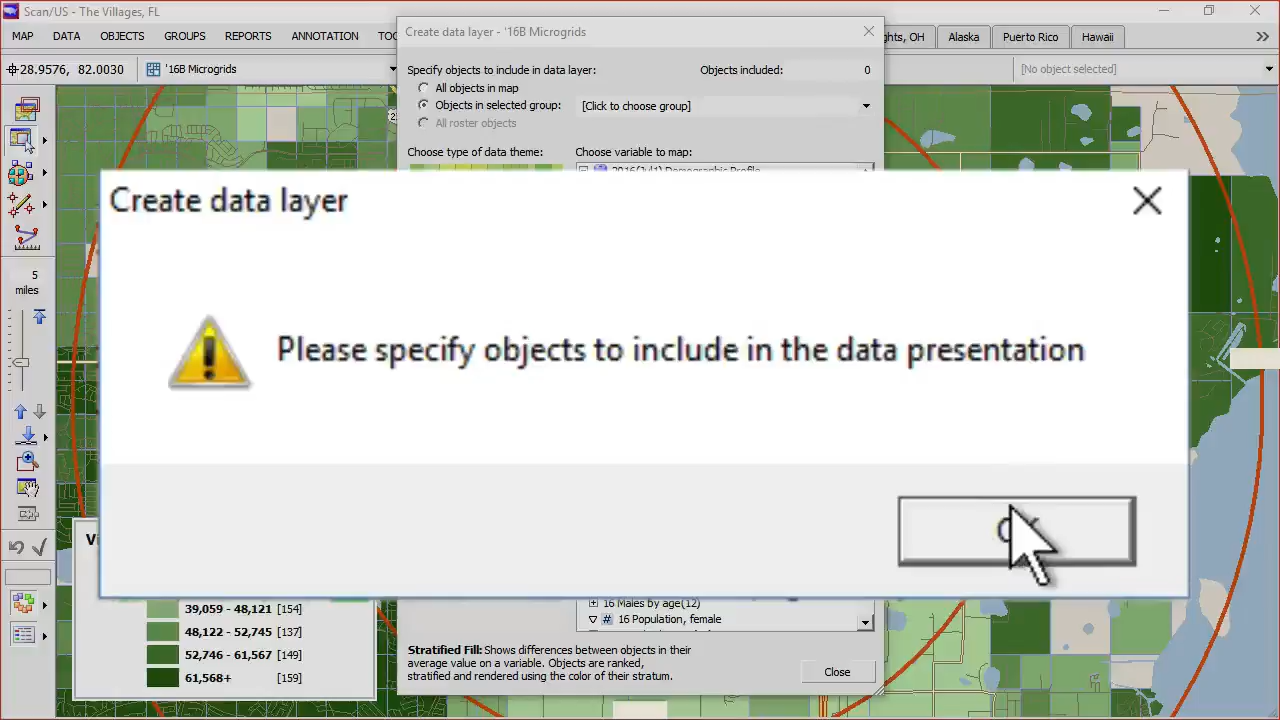 Scan/US - The Villages, FL
MAP DATA OBJECTS GROUPS REPORTS ANNOTATION
Create data layer - '16B Microgrids
Alaska Puerto Rico Hawaii
28.9576, 82.0030
'16B Microgrids
[No object selected]
Specify objects to include in data layer:
Objects included: 0
All objects in map
Objects in selected group: [Click to choose group]
All roster objects
Choose type of data theme:
Choose variable to map:
Create data layer
Please specify objects to include in the data presentation
5
miles
39,059 - 48,121 [154]
48,122 - 52,745 [137]
52,746 - 61,567 [149]
61,568+ [159]
16 Males by age(12)
# 16 Population, female
Stratified Fill: Shows differences between objects in their
average value on a variable. Objects are ranked,
stratified and rendered using the color of their stratum.
Close